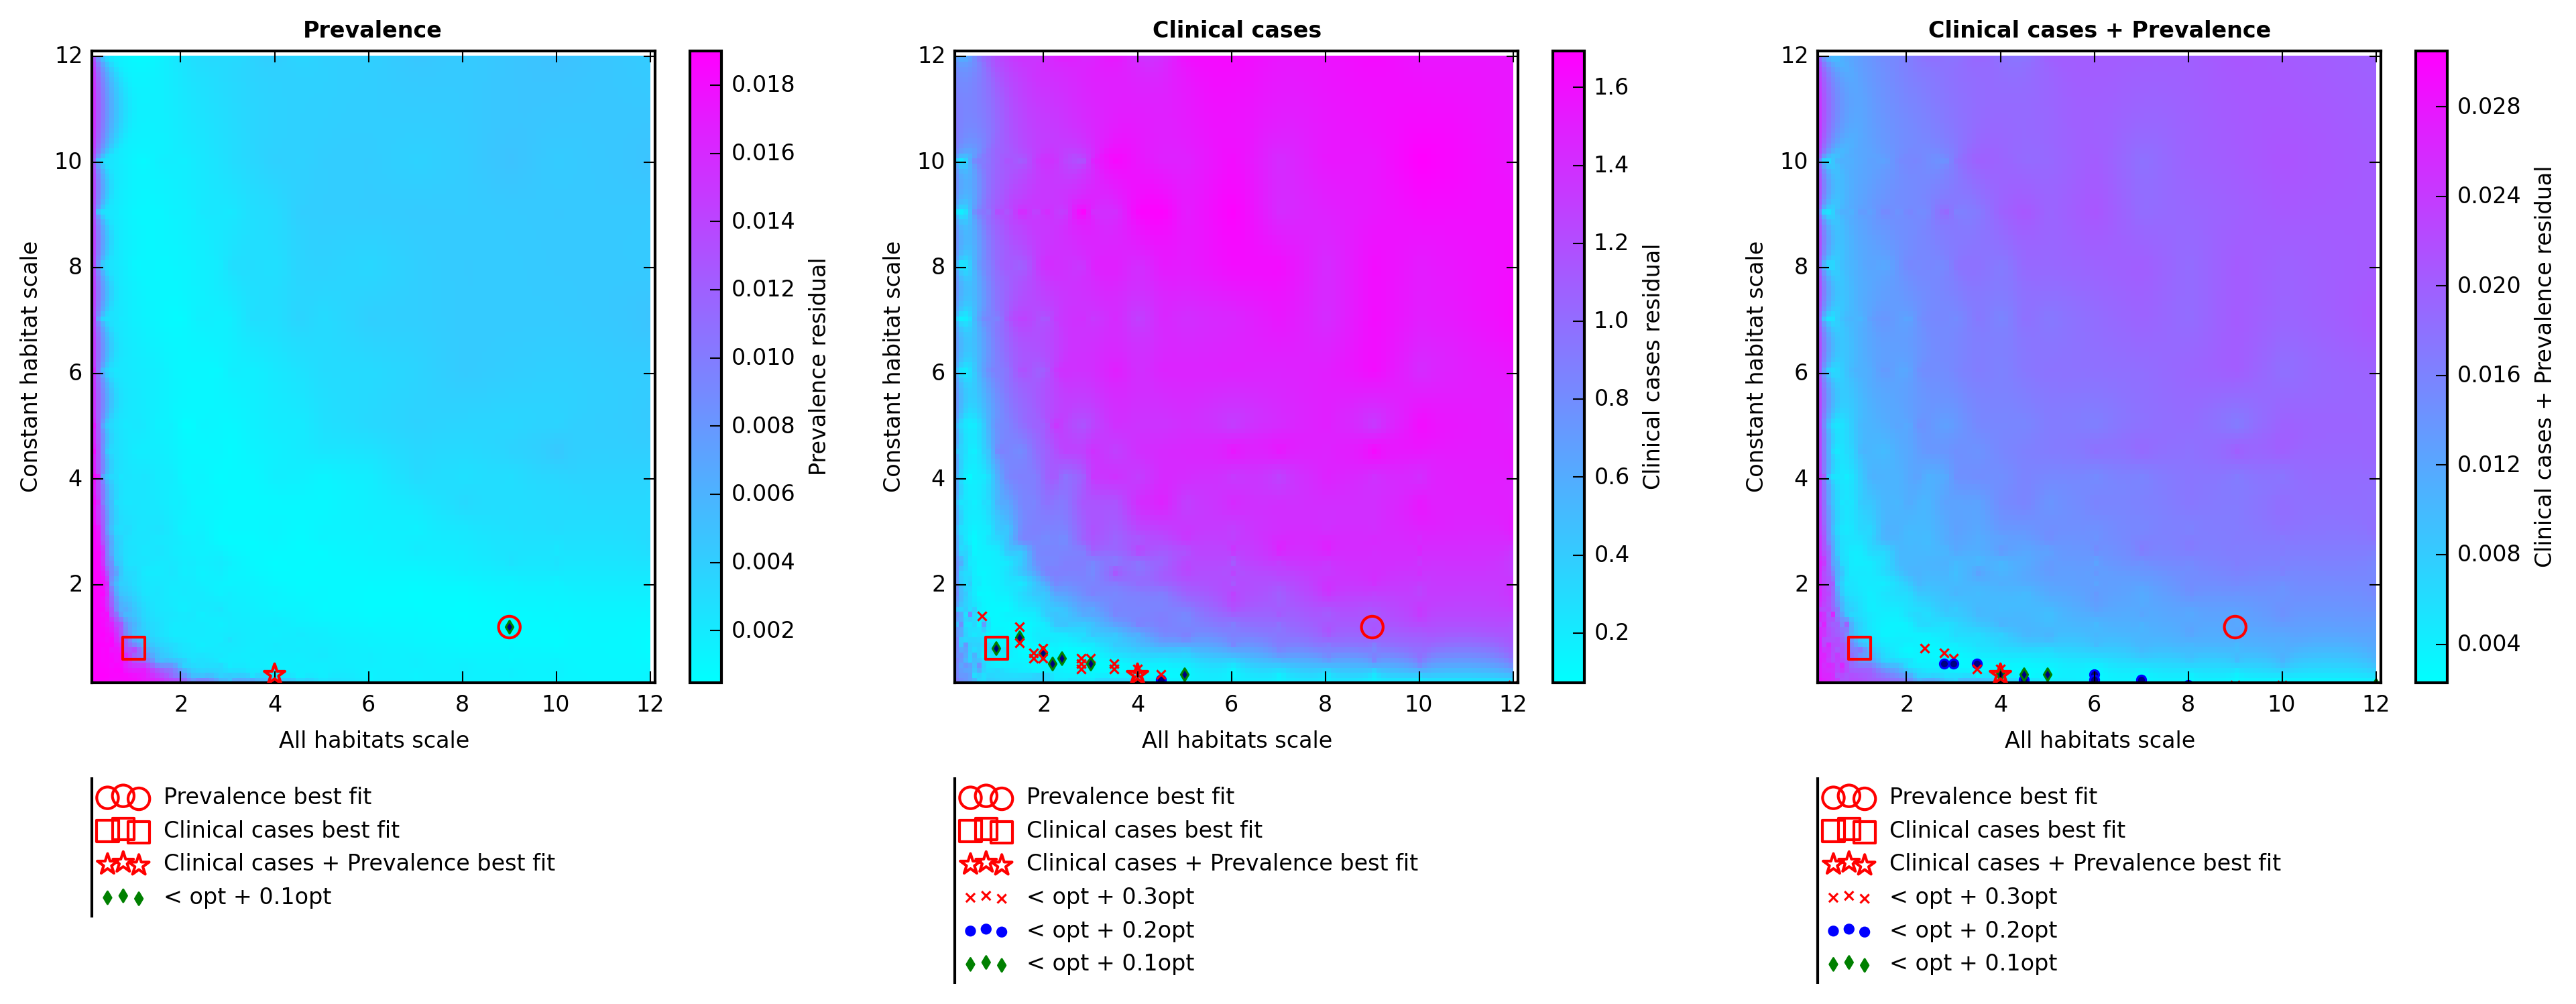 Prevalence
12
10
8
6
4
2
2 4 6 8 10 12
Constant habitat scale
All habitats scale
0.018
0.016
0.014
0.012
0.010
0.008
0.006
0.004
0.002
Prevalence residual
Prevalence best fit
Clinical cases best fit
Clinical cases + Prevalence best fit
< opt + 0.1opt
Clinical cases
12
10
8
6
4
2
2 4 6 8 10 12
Constant habitat scale
All habitats scale
1.6
1.4
1.2
1.0
0.8
0.6
0.4
0.2
Clinical cases residual
Prevalence best fit
Clinical cases best fit
Clinical cases + Prevalence best fit
< opt + 0.3opt
< opt + 0.2opt
< opt + 0.1opt
Clinical cases + Prevalence
12
10
8
6
4
2
2 4 6 8 10 12
Constant habitat scale
All habitats scale
0.028
0.024
0.020
0.016
0.012
0.008
0.004
Clinical cases + Prevalence residual
Prevalence best fit
Clinical cases best fit
Clinical cases + Prevalence best fit
< opt + 0.3opt
< opt + 0.2opt
< opt + 0.1opt